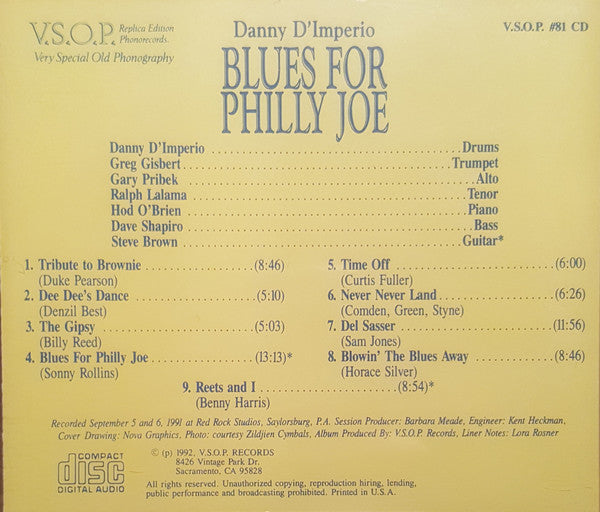 V.S.O.P. Replica Edition
Phonorecords.
Very Special Old Phonography
Danny D'Imperio
BLUES FOR
PHILLY JOE
V.S.O.P. #81 CD
Danny D'Imperio ........ Drums
Greg Gisbert ........ Trumpet
Gary Pribek ........ Alto
Ralph Lalama ........ Tenor
Hod O'Brien ........ Piano
Dave Shapiro ........ Bass
Steve Brown ........ Guitar*
1. Tribute to Brownie ........ (8:46)
(Duke Pearson)
2. Dee Dee's Dance ........ (5:10)
(Denzil Best)
3. The Gipsy ........ (5:03)
(Billy Reed)
4. Blues For Philly Joe ........ (13:13)*
(Sonny Rollins)
5. Time Off ........ (6:00)
(Curtis Fuller)
6. Never Never Land ........ (6:26)
(Comden, Green, Styne)
7. Del Sasser ........ (11:56)
(Sam Jones)
8. Blowin' The Blues Away ........ (8:46)
(Horace Silver)
9. Reets and I ........ (8:54)*
(Benny Harris)
Recorded September 5 and 6, 1991 at Red Rock Studios, Saylorsburg, P.A. Session Producer: Barbara Meade, Engineer: Kent Heckman,
Cover Drawing: Nova Graphics, Photo: courtesy Zildjien Cymbals, Album Produced By: V.S.O.P. Records, Liner Notes: Lora Rosner
COMPACT
disc
DIGITAL AUDIO
© (p) 1992, V.S.O.P. RECORDS
8426 Vintage Park Dr.
Sacramento, CA 95828
All rights reserved. Unauthorized copying, reproduction, hiring, lending,
public performance and broadcasting prohibited. Printed in U.S.A.